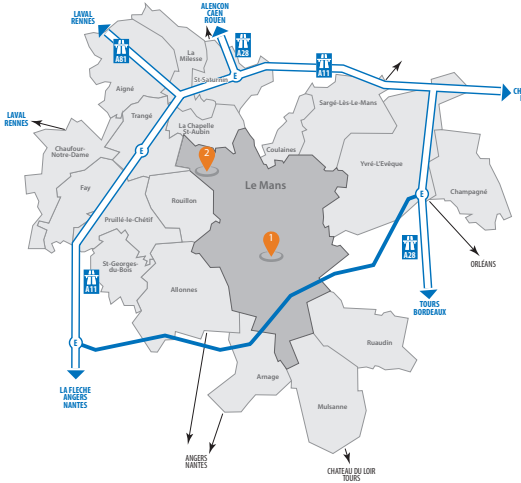 LAVAL
RENNES
ALENÇON
CAEN
ROUEN
A81
A28
La
Milesse
St-Saturnin
E
A11
Aigné
Sargé-Lès-Le-Mans
LAVAL
RENNES
Trangé
La Chapelle
St-Aubin
Chaufour-
Notre-Dame
E
2
Coulaines
Yvré-L'Evêque
Fay
Le Mans
Champagné
E
Rouillon
Pruillé-le-Chétif
1
A28
St-Georges-
du-Bois
ORLÉANS
A11
Allonnes
TOURS
BORDEAUX
E
Ruaudin
LA FLECHE
ANGERS
NANTES
Arnage
Mulsanne
ANGERS
NANTES
CHATEAU DU LOIR
TOURS